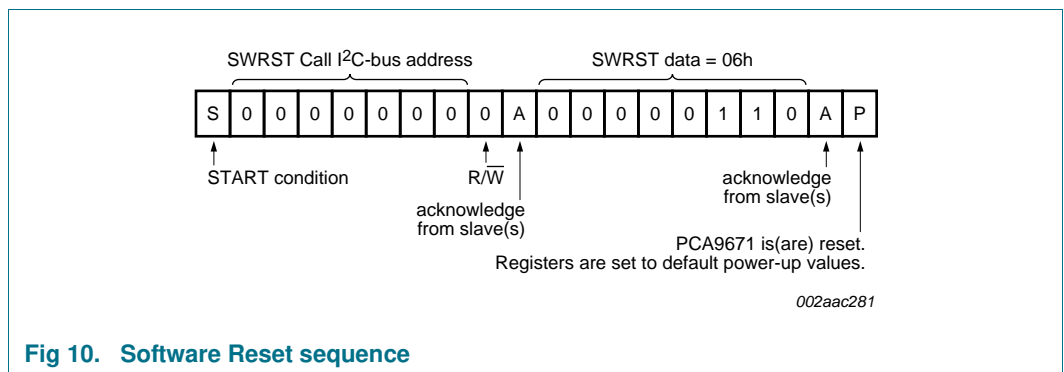 SWRST Call I2C-bus address SWRST data = 06h
S 0 0 0 0 0 0 0 0 A 0 0 0 0 0 1 1 0 A P
START condition R/W̅ acknowledge
acknowledge from slave(s)
from slave(s)
PCA9671 is(are) reset.
Registers are set to default power-up values.
002aac281
Fig 10. Software Reset sequence